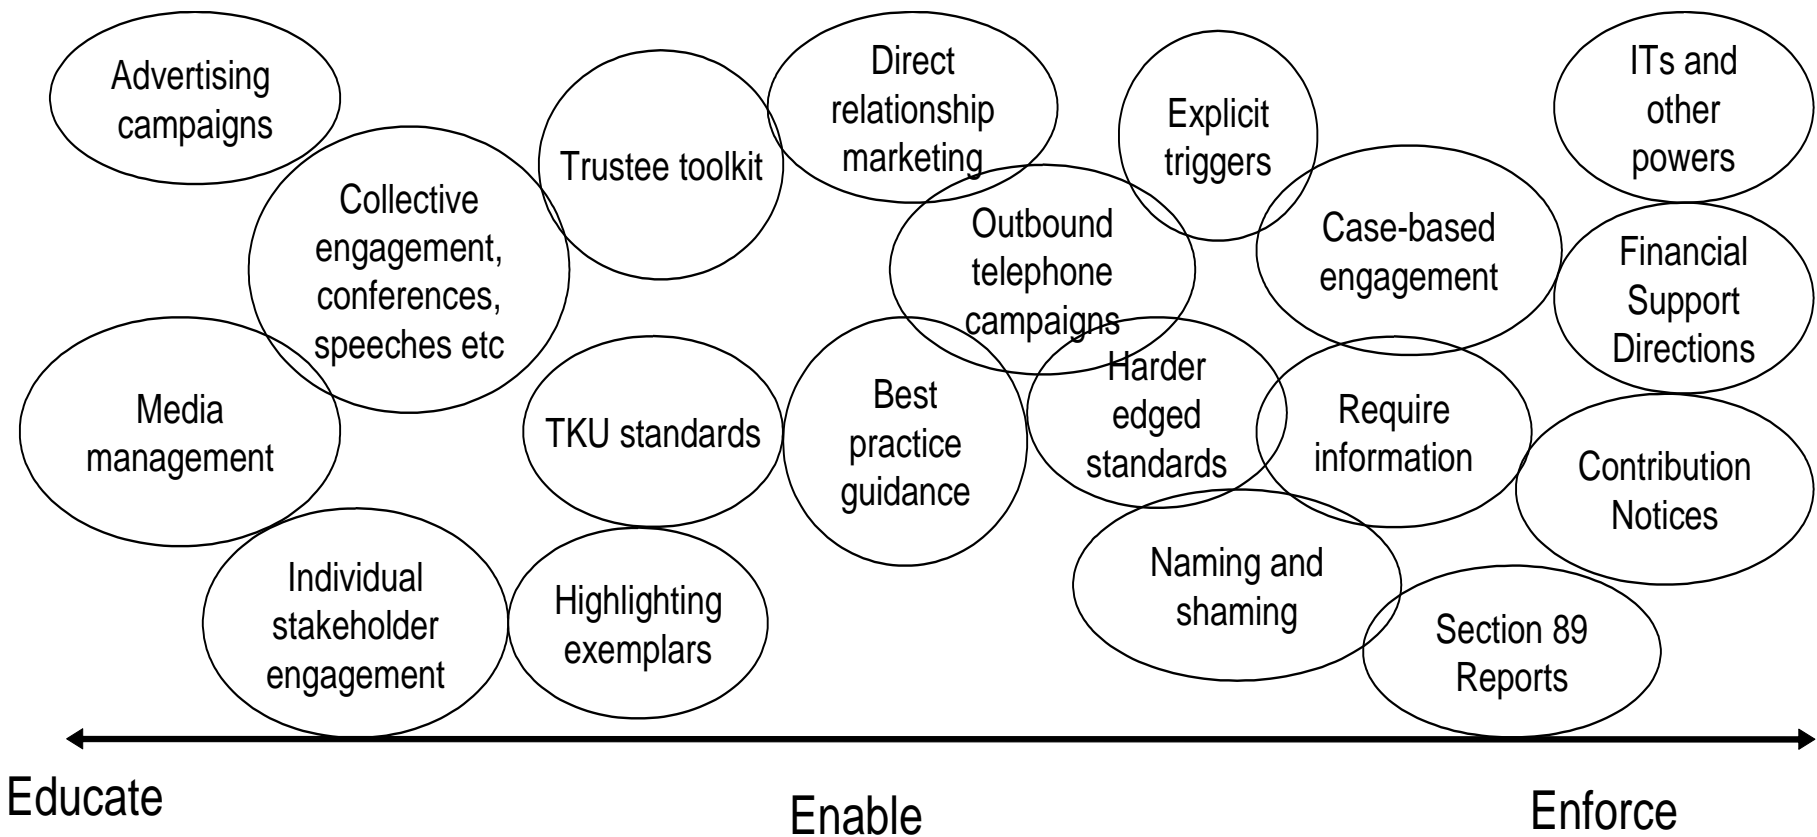 Advertising
campaigns
Collective
engagement,
conferences,
speeches etc
Media
management
Individual
stakeholder
engagement
Trustee toolkit
TKU standards
Highlighting
exemplars
Direct
relationship
marketing
Outbound
telephone
campaigns
Best
practice
guidance
Explicit
triggers
Harder
edged
standards
Naming and
shaming
Case-based
engagement
Require
information
Section 89
Reports
ITs and
other
powers
Financial
Support
Directions
Contribution
Notices
Educate
Enable
Enforce